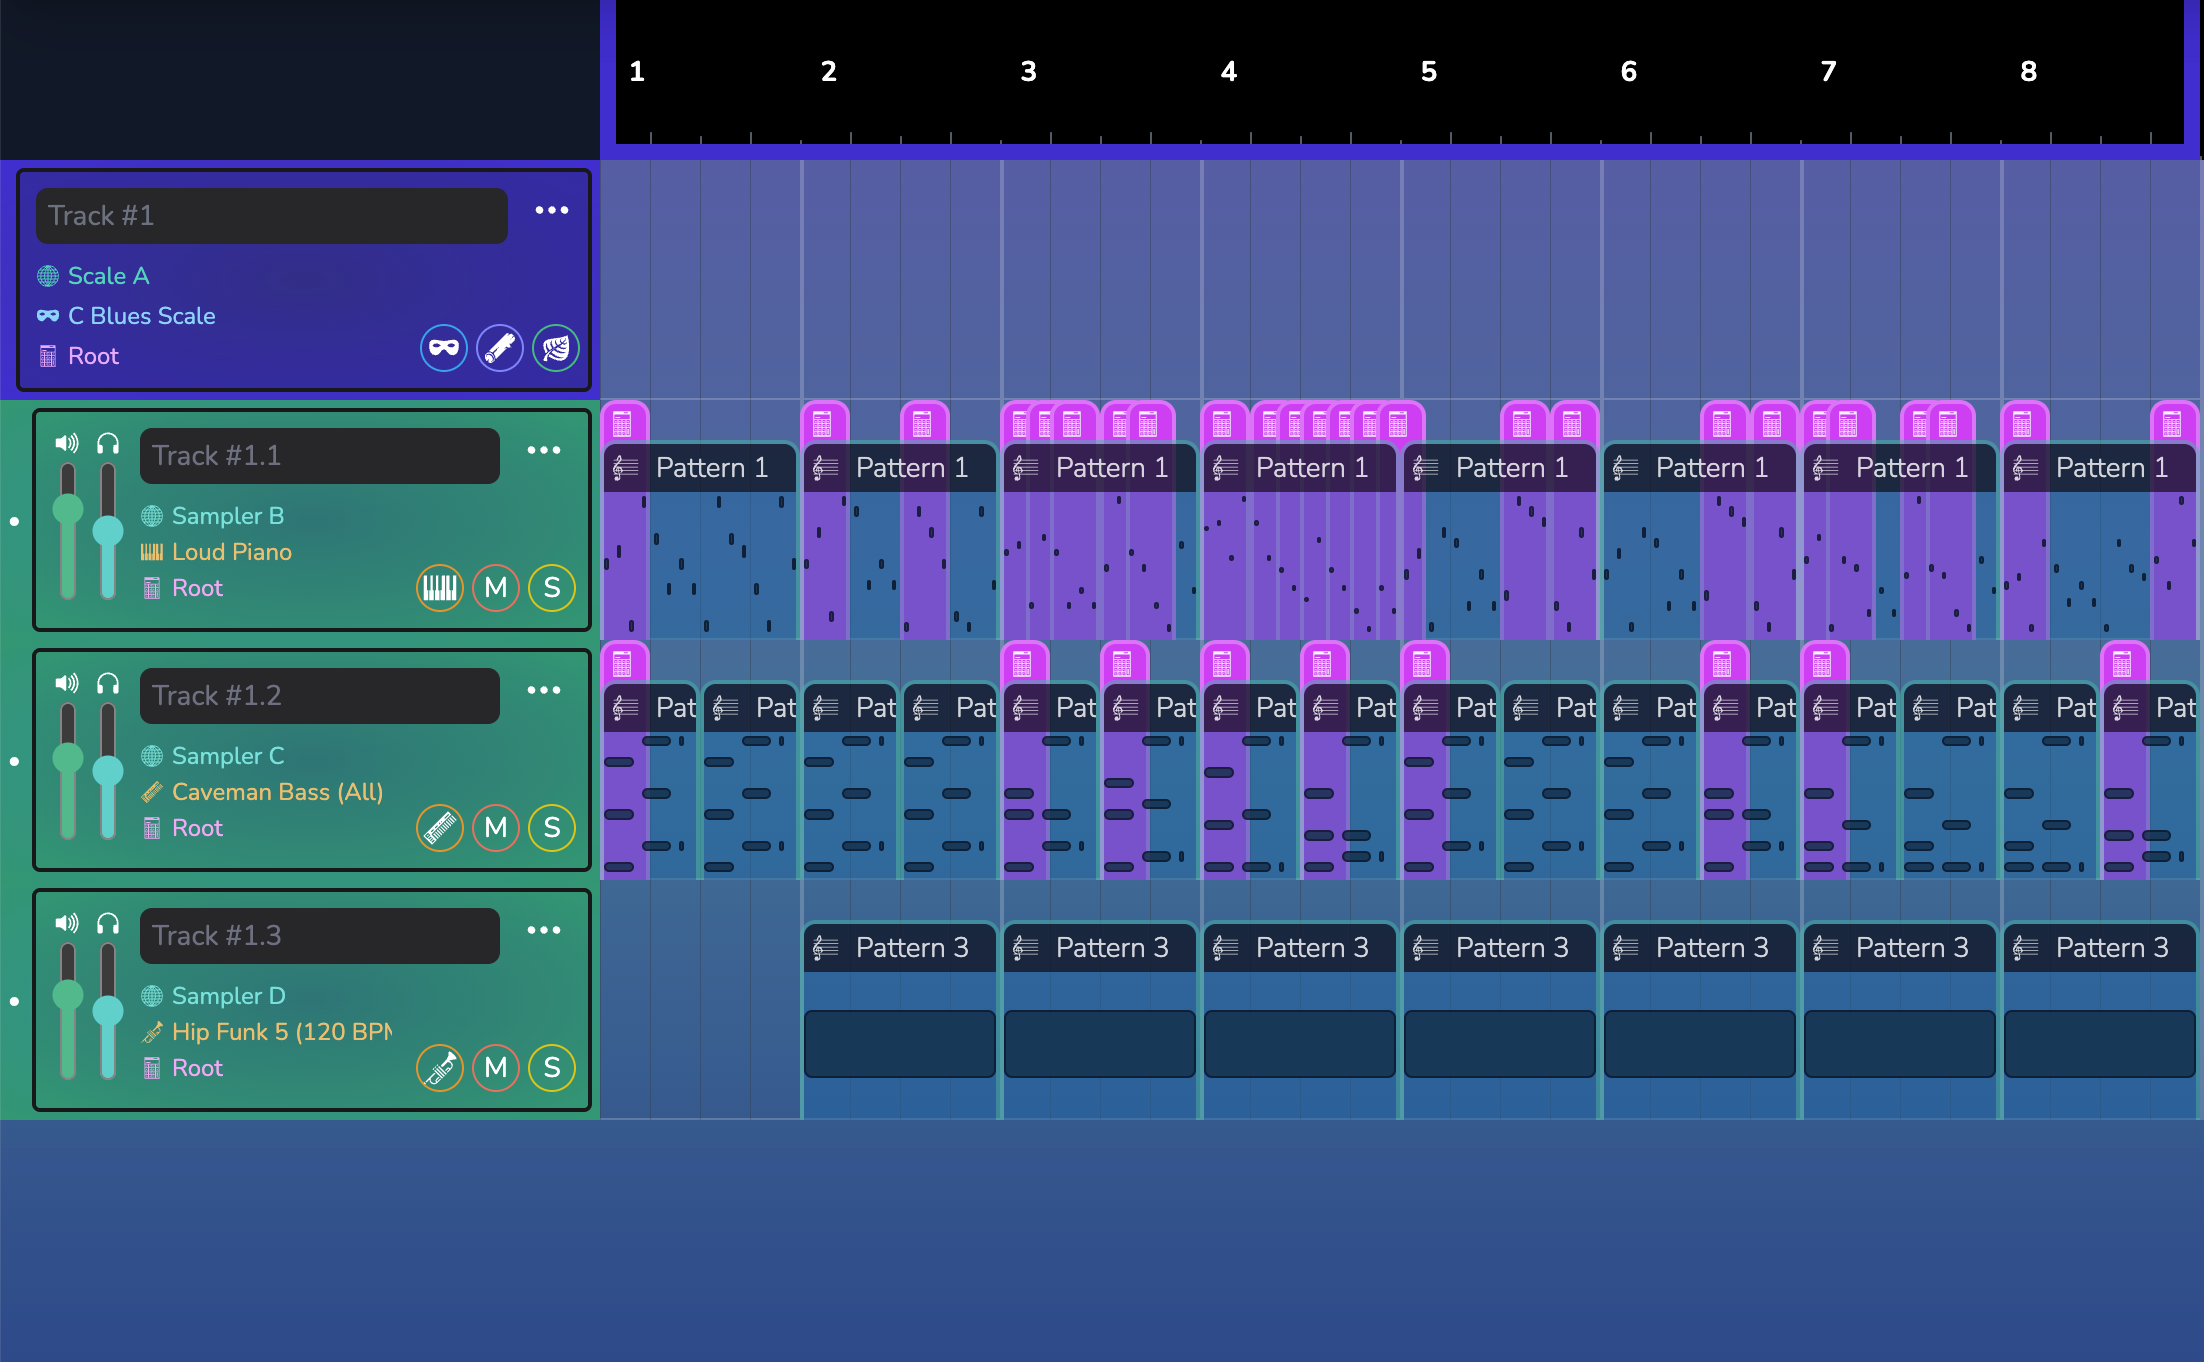 1 2 3 4 5 6 7 8
Track #1
Scale A
C Blues Scale
Root
Track #1.1
Sampler B
Loud Piano
Root
M S
Pattern 1 Pattern 1 Pattern 1 Pattern 1 Pattern 1 Pattern 1 Pattern 1 Pattern 1
Track #1.2
Sampler C
Caveman Bass (All)
Root
M S
Pat Pat Pat Pat Pat Pat Pat Pat Pat Pat Pat Pat Pat Pat Pat Pat
Track #1.3
Sampler D
Hip Funk 5 (120 BPM
Root
M S
Pattern 3 Pattern 3 Pattern 3 Pattern 3 Pattern 3 Pattern 3 Pattern 3